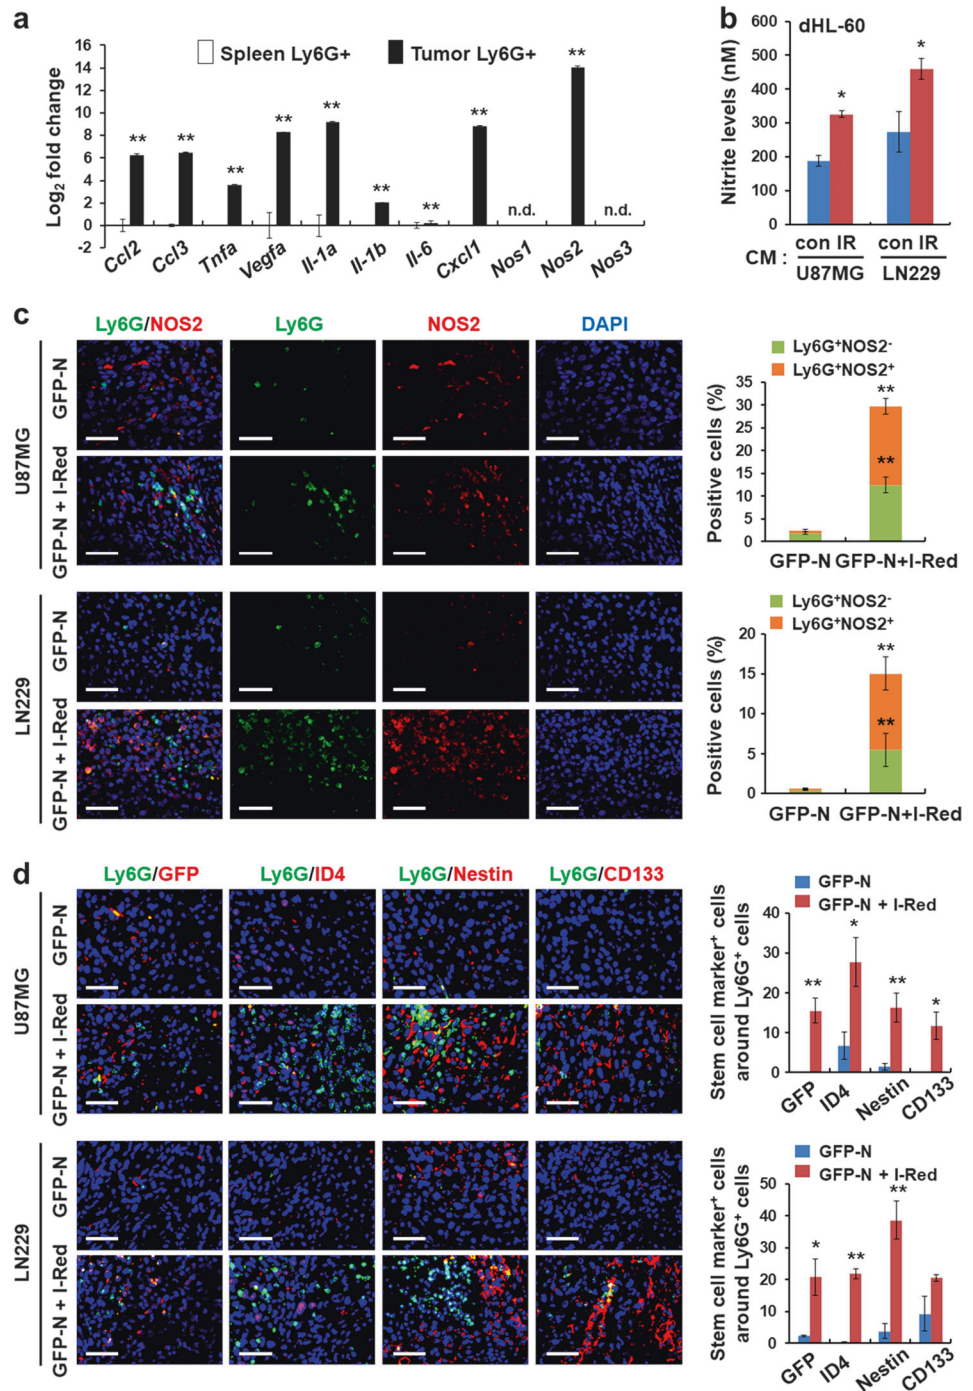 a
Spleen Ly6G+ Tumor Ly6G+
Log2 fold change
16
14
12
10
8
6
4
2
0
-2
** ** ** ** ** ** ** ** n.d. ** n.d.
Ccl2 Ccl3 Tnfa Vegfa Il-1a Il-1b Il-6 Cxcl1 Nos1 Nos2 Nos3
b
dHL-60
Nitrite levels (nM)
600
500
400
300
200
100
0
* *
con IR con IR
CM : U87MG LN229
c
Ly6G/NOS2 Ly6G NOS2 DAPI
U87MG
GFP-N
GFP-N + I-Red
LN229
GFP-N
GFP-N + I-Red
Ly6G+NOS2-
Ly6G+NOS2+
Positive cells (%)
35
30
25
20
15
10
5
0
**
**
GFP-N GFP-N+I-Red
Ly6G+NOS2-
Ly6G+NOS2+
Positive cells (%)
20
15
10
5
0
**
**
GFP-N GFP-N+I-Red
d
Ly6G/GFP Ly6G/ID4 Ly6G/Nestin Ly6G/CD133
U87MG
GFP-N
GFP-N + I-Red
LN229
GFP-N
GFP-N + I-Red
GFP-N
GFP-N + I-Red
Stem cell marker+ cells
around Ly6G+ cells
40
30
20
10
0
** * ** *
GFP ID4 Nestin CD133
GFP-N
GFP-N + I-Red
Stem cell marker+ cells
around Ly6G+ cells
50
40
30
20
10
0
* ** **
GFP ID4 Nestin CD133